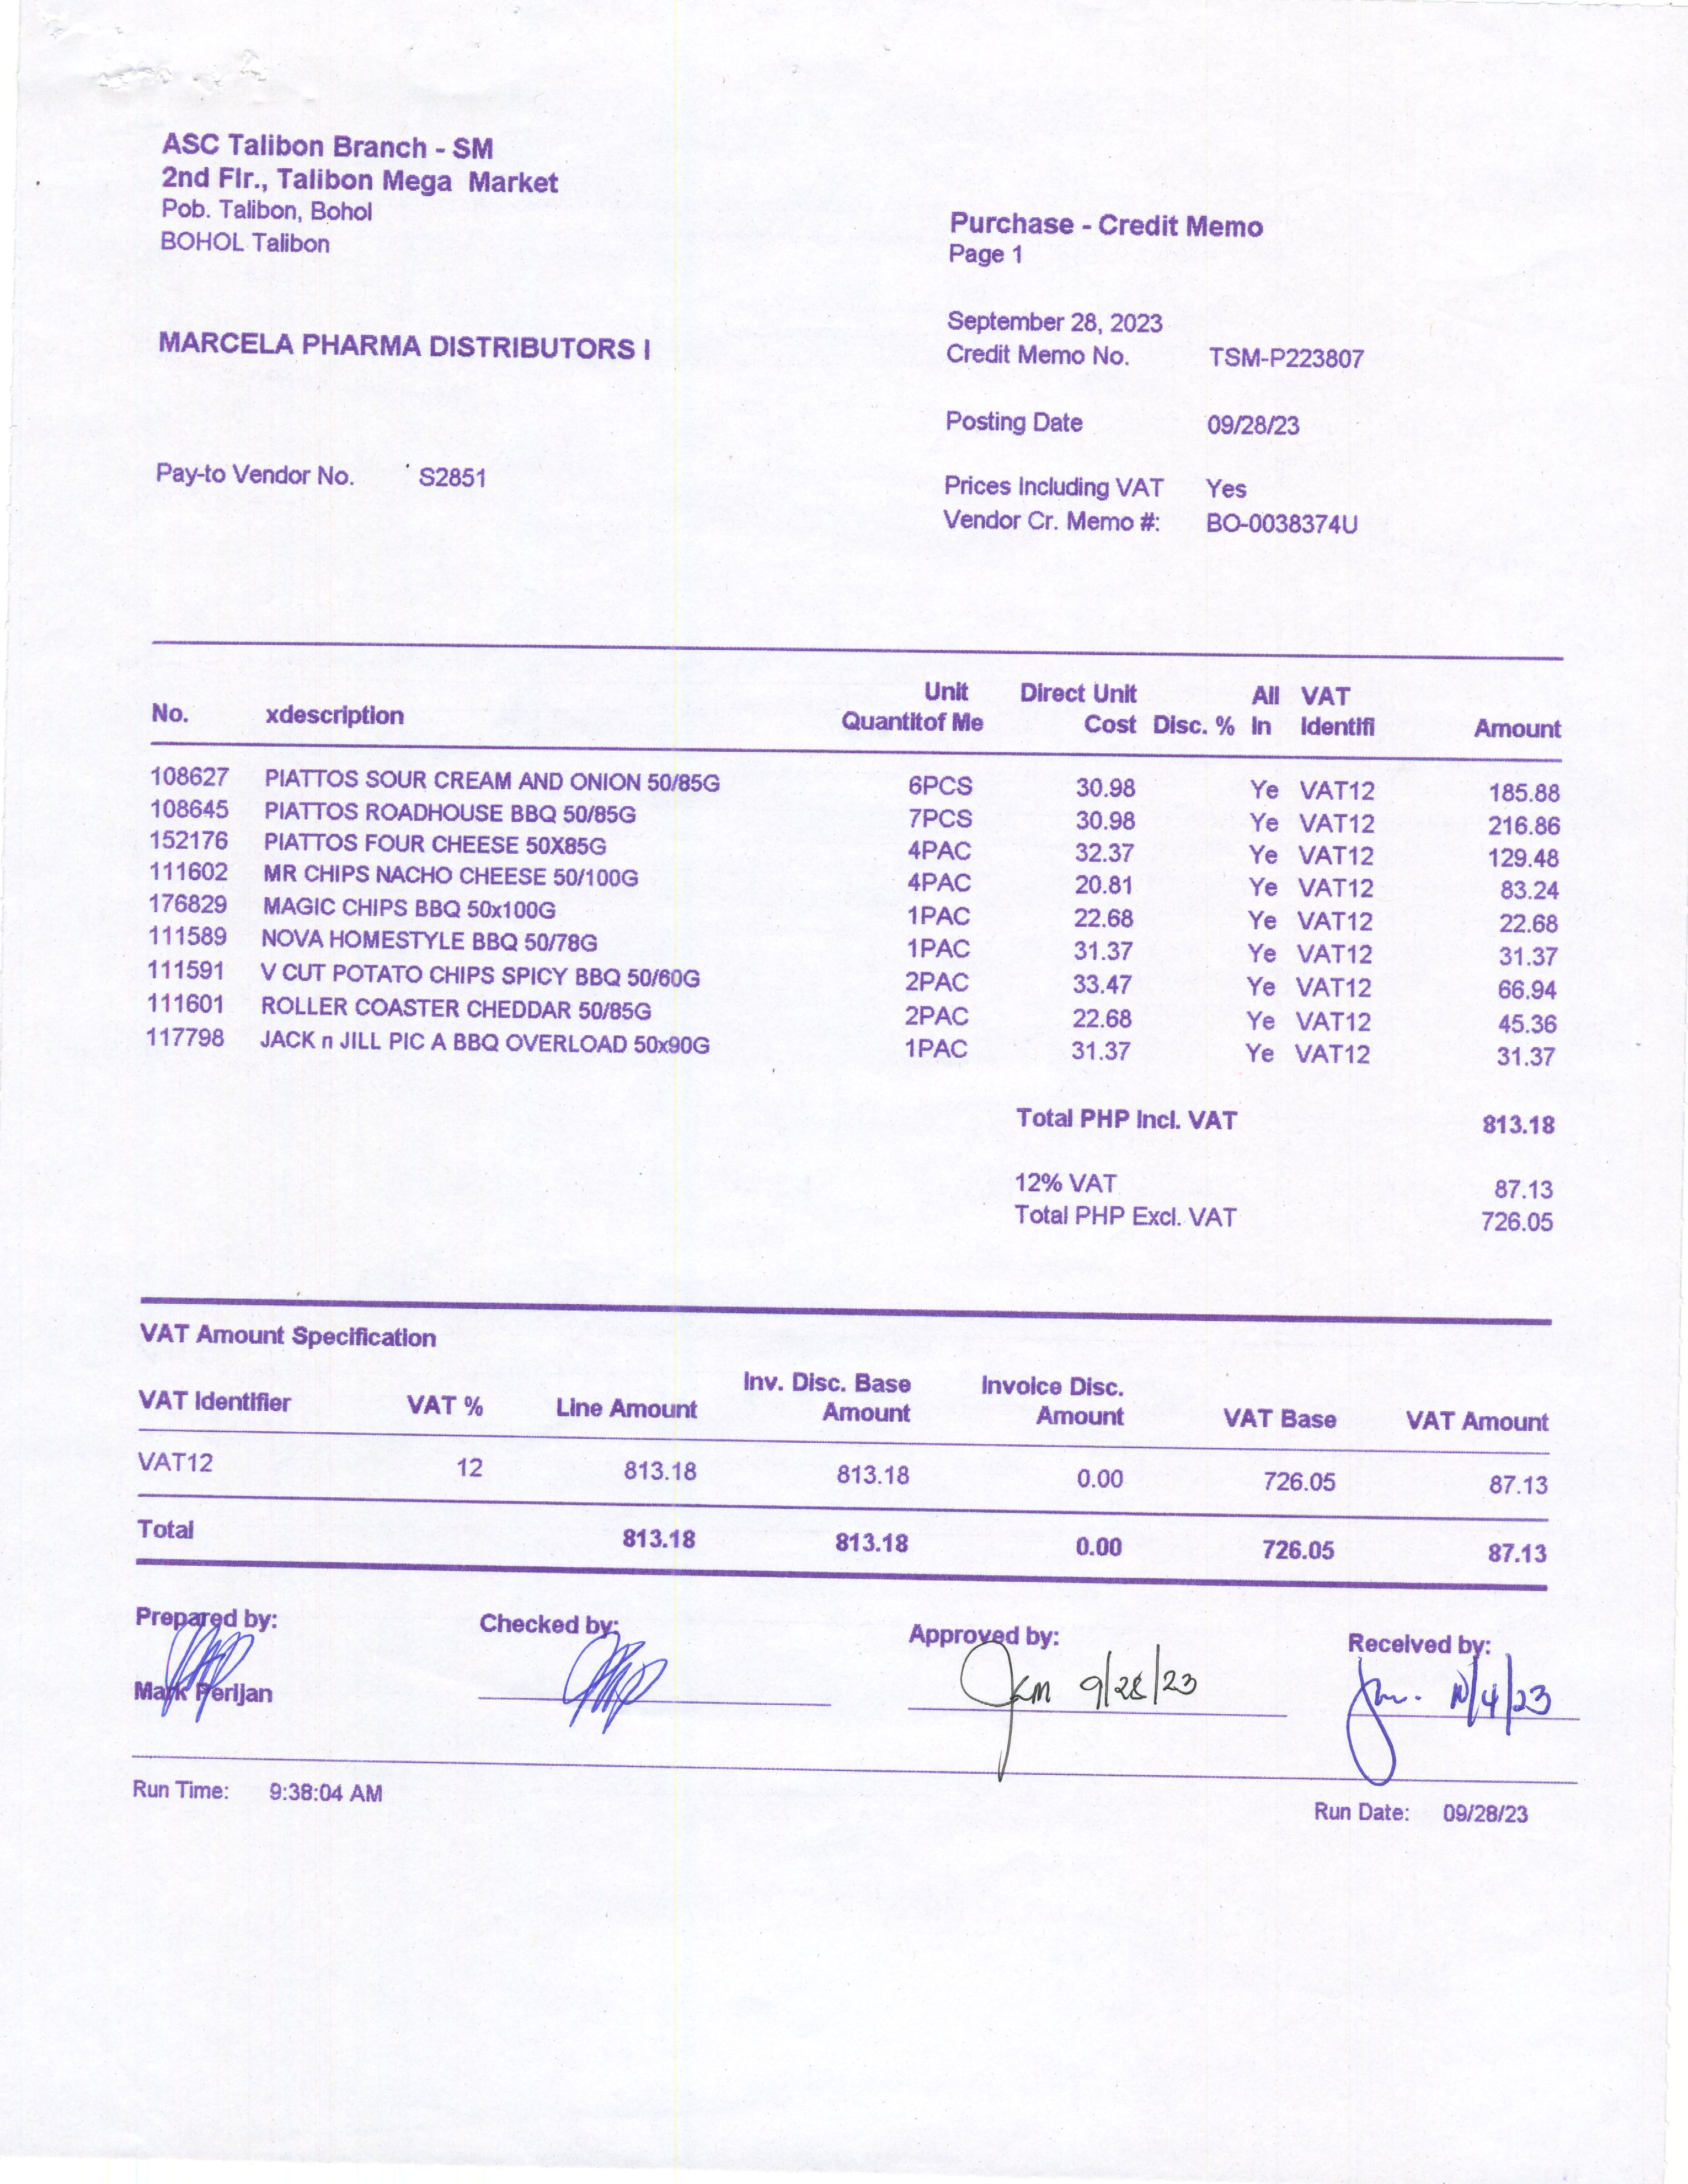 ASC Talibon Branch - SM
2nd Flr., Talibon Mega Market
Pob. Talibon, Bohol
BOHOL Talibon
Purchase - Credit Memo
Page 1
September 28, 2023
MARCELA PHARMA DISTRIBUTORS I
Credit Memo No. TSM-P223807
Posting Date 09/28/23
Pay-to Vendor No. S2851
Prices Including VAT Yes
Vendor Cr. Memo #: BO-0038374U
Unit Direct Unit All VAT
No. xdescription Quantitof Me Cost Disc. % In Identifi Amount
108627 PIATTOS SOUR CREAM AND ONION 50/85G 6PCS 30.98 Ye VAT12 185.88
108645 PIATTOS ROADHOUSE BBQ 50/85G 7PCS 30.98 Ye VAT12 216.86
152176 PIATTOS FOUR CHEESE 50X85G 4PAC 32.37 Ye VAT12 129.48
111602 MR CHIPS NACHO CHEESE 50/100G 4PAC 20.81 Ye VAT12 83.24
176829 MAGIC CHIPS BBQ 50x100G 1PAC 22.68 Ye VAT12 22.68
111589 NOVA HOMESTYLE BBQ 50/78G 1PAC 31.37 Ye VAT12 31.37
111591 V CUT POTATO CHIPS SPICY BBQ 50/60G 2PAC 33.47 Ye VAT12 66.94
111601 ROLLER COASTER CHEDDAR 50/85G 2PAC 22.68 Ye VAT12 45.36
117798 JACK n JILL PIC A BBQ OVERLOAD 50x90G 1PAC 31.37 Ye VAT12 31.37
Total PHP Incl. VAT 813.18
12% VAT 87.13
Total PHP Excl. VAT 726.05
VAT Amount Specification
Inv. Disc. Base Invoice Disc.
VAT Identifier VAT % Line Amount Amount Amount VAT Base VAT Amount
VAT12 12 813.18 813.18 0.00 726.05 87.13
Total 813.18 813.18 0.00 726.05 87.13
Prepared by: Checked by: Approved by: Received by:
Mark Perijan 9/28/23 10/4/23
Run Time: 9:38:04 AM
Run Date: 09/28/23